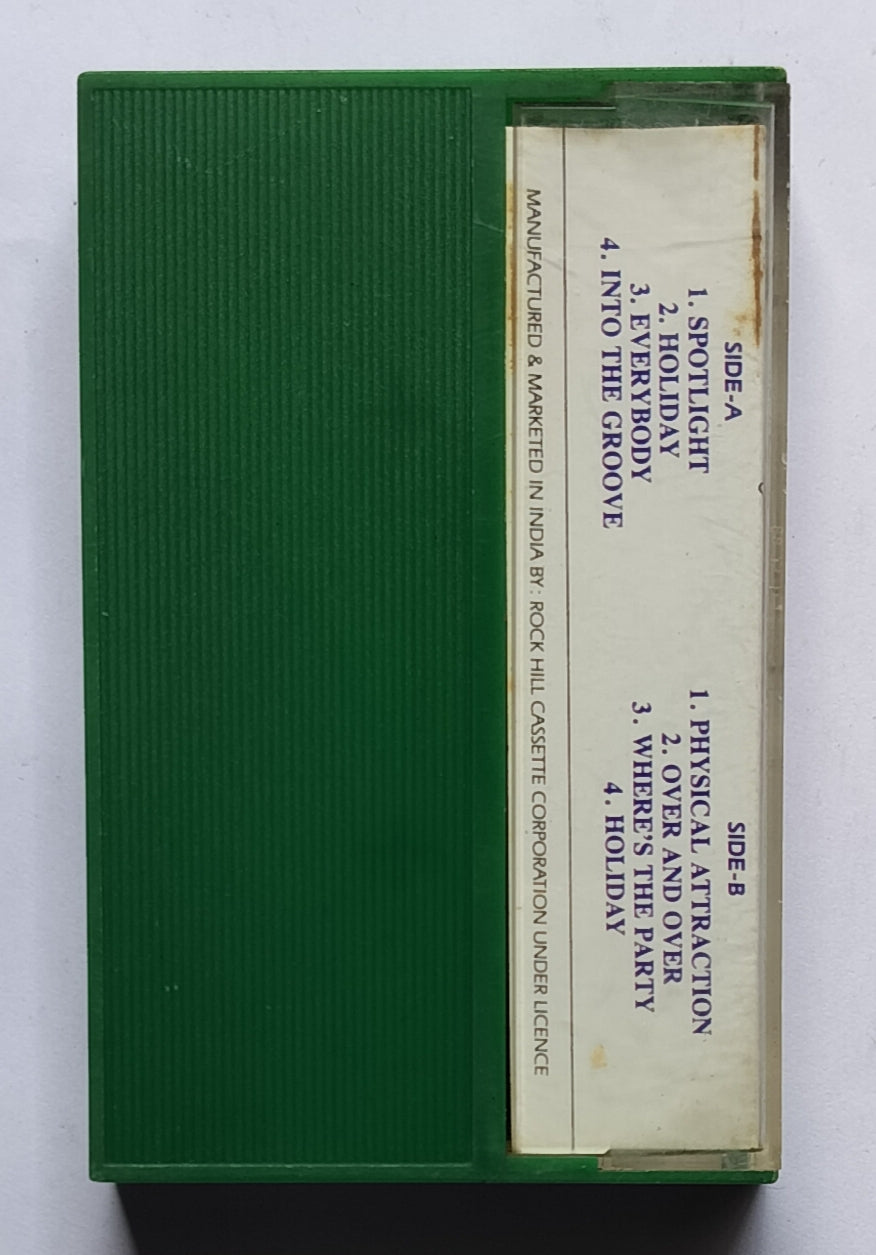 SIDE-A
1. SPOTLIGHT
2. HOLIDAY
3. EVERYBODY
4. INTO THE GROOVE
SIDE-B
1. PHYSICAL ATTRACTION
2. OVER AND OVER
3. WHERE'S THE PARTY
4. HOLIDAY
MANUFACTURED & MARKETED IN INDIA BY: ROCK HILL CASSETTE CORPORATION UNDER LICENCE